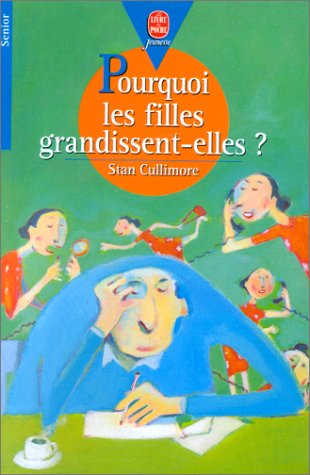 Senior
LE LIVRE
DE POCHE
Jeunesse
Pourquoi
les filles
grandissent-elles ?
Stan Cullimore